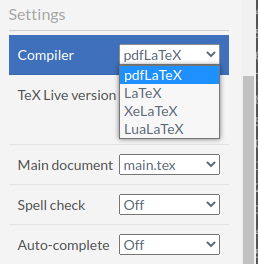 Settings
Compiler pdfLaTeX
pdfLaTeX
TeX Live version LaTeX
XeLaTeX
LuaLaTeX
Main document main.tex
Spell check Off
Auto-complete Off